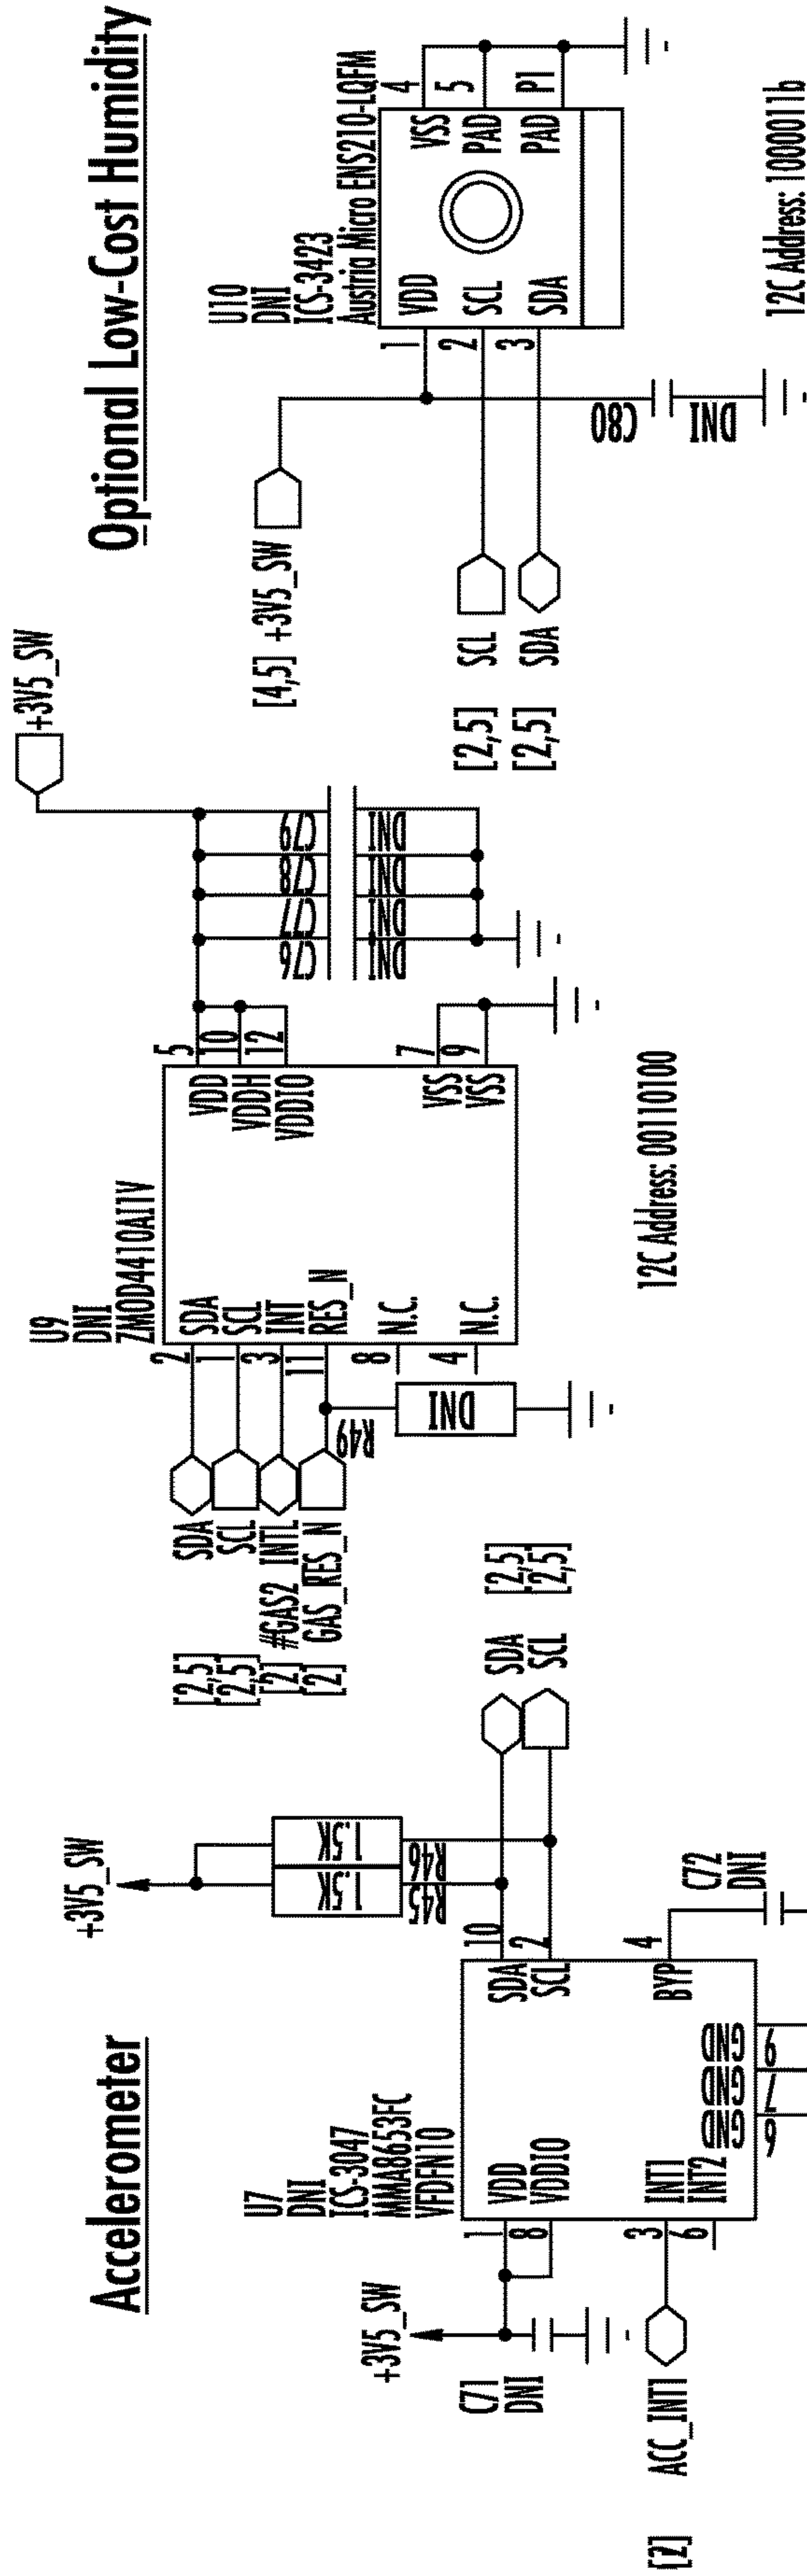 Accelerometer
U7
DNI
ICS-3047
MMA8653FC
VFDFN10
+3V5_SW
C71
DNI
1
8
VDD
VDDIO
3
6
INT1
INT2
[2] ACC_INT1
GND
GND
GND
6
7
9
SDA
SCL
10
2
BYP
4
C72
DNI
+3V5_SW
1.5K
1.5K
R45
R46
SDA [2,5]
SCL [2,5]
U9
DNI
ZMOD4410AI1V
[2,5] SDA
[2,5] SCL
[2] #GAS2_INTL
[2] GAS_RES_N
2
1
3
11
8
4
SDA
SCL
INT
RES_N
N.C.
N.C.
R49
DNI
VDD
VDDH
VDDIO
5
10
12
VSS
VSS
7
9
C76
C77
C78
C79
DNI
DNI
DNI
DNI
+3V5_SW
12C Address: 00110100
Optional Low-Cost Humidity
U10
DNI
ICS-3423
Austria Micro ENS210-LQFM
[4,5] +3V5_SW
[2,5] SCL
[2,5] SDA
1
2
3
VDD
SCL
SDA
VSS
PAD
PAD
4
5
P1
C80
DNI
12C Address: 1000011b